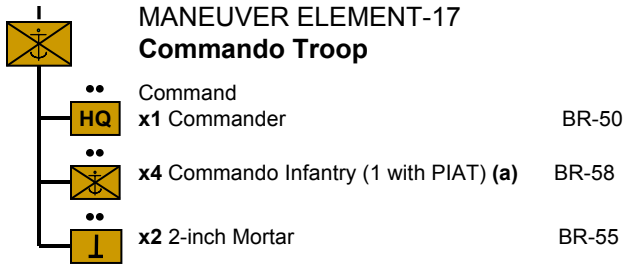 MANEUVER ELEMENT-17
Commando Troop
Command
HQ x1 Commander BR-50
x4 Commando Infantry (1 with PIAT) (a) BR-58
x2 2-inch Mortar BR-55